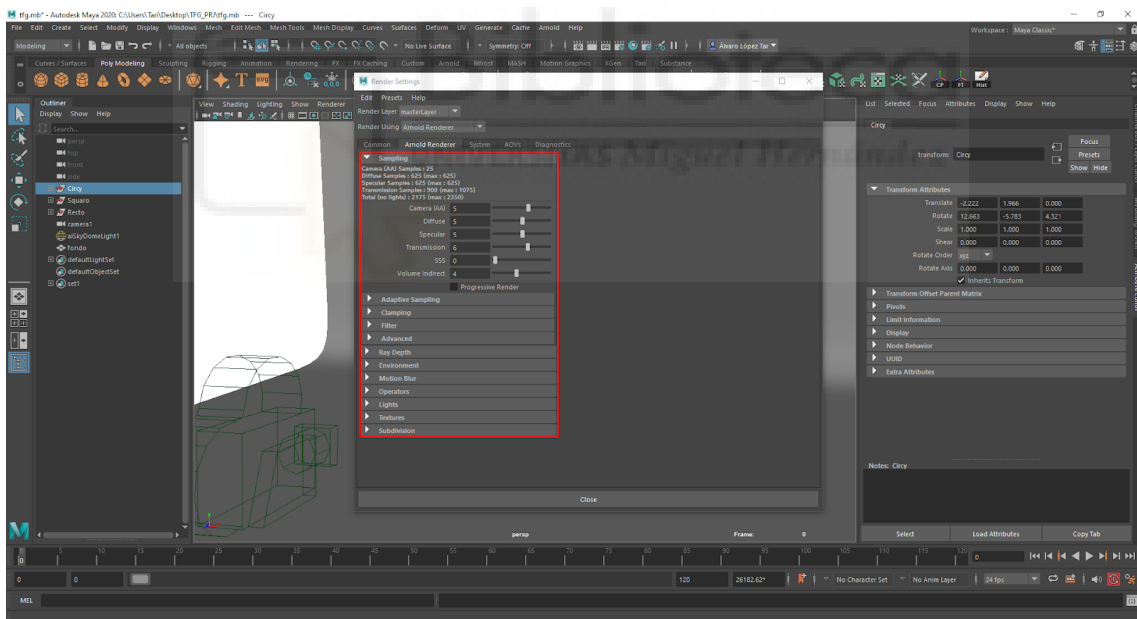 tfg.mb* - Autodesk Maya 2020: C:\Users\Tari\Desktop\TFG_PRJ\tfg.mb --- Circy
File Edit Create Select Modify Display Windows Mesh Edit Mesh Mesh Tools Mesh Display Curves Surfaces Deform UV Generate Cache Arnold Help
Workspace: Maya Classic*
Modeling All objects No Live Surface Symmetry: Off Álvaro López Tar
Curves / Surfaces Poly Modeling Sculpting Rigging Animation Rendering FX FX Caching Custom Arnold Bifrost MASH Motion Graphics XGen Tari Substance
CP FT Hist
Outliner
Display Show Help
Search...
persp
top
front
side
Circy
Squaro
Recto
camera1
aiSkyDomeLight1
fondo
defaultLightSet
defaultObjectSet
set1
View Shading Lighting Show Renderer
Render Settings
Edit Presets Help
Render Layer masterLayer
Render Using Arnold Renderer
Common Arnold Renderer System AOVs Diagnostics
Sampling
Camera (AA) Samples : 25
Diffuse Samples : 625 (max : 625)
Specular Samples : 625 (max : 625)
Transmission Samples : 900 (max : 1075)
Total (no lights) : 2175 (max : 2350)
Camera (AA) 5
Diffuse 5
Specular 5
Transmission 6
SSS 0
Volume Indirect 4
Progressive Render
Adaptive Sampling
Clamping
Filter
Advanced
Ray Depth
Environment
Motion Blur
Operators
Lights
Textures
Subdivision
Close
persp
Frame: 0
List Selected Focus Attributes Display Show Help
Circy
transform: Circy
Focus
Presets
Show Hide
Transform Attributes
Translate -2.222 1.966 0.000
Rotate 12.663 -5.783 4.321
Scale 1.000 1.000 1.000
Shear 0.000 0.000 0.000
Rotate Order xyz
Rotate Axis 0.000 0.000 0.000
Inherits Transform
Transform Offset Parent Matrix
Pivots
Limit Information
Display
Node Behavior
UUID
Extra Attributes
Notes: Circy
Select Load Attributes Copy Tab
0 5 10 15 20 25 30 35 40 45 50 55 60 65 70 75 80 85 90 95 100 105 110 115 120
0
0 0 120 26182.62* No Character Set No Anim Layer 24 fps
MEL